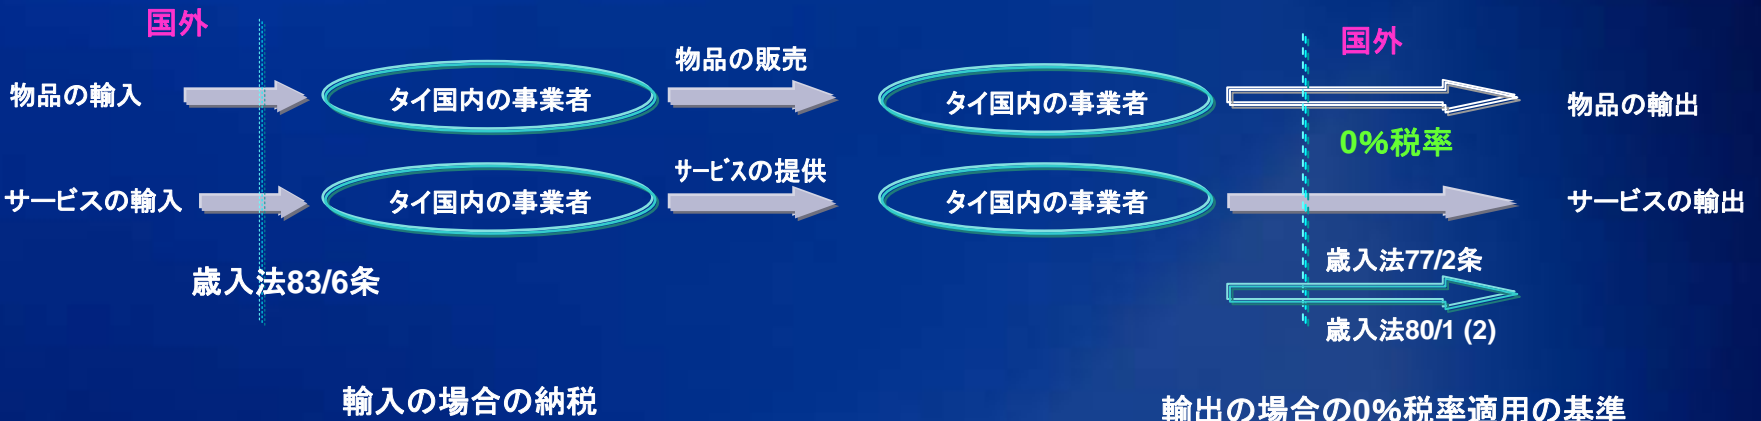 国外
国外
物品の輸入
タイ国内の事業者
物品の販売
タイ国内の事業者
物品の輸出
0%税率
サービスの輸入
タイ国内の事業者
サービスの提供
タイ国内の事業者
サービスの輸出
歳入法83/6条
歳入法77/2条
歳入法80/1 (2)
輸入の場合の納税
輸出の場合の0%税率適用の基準